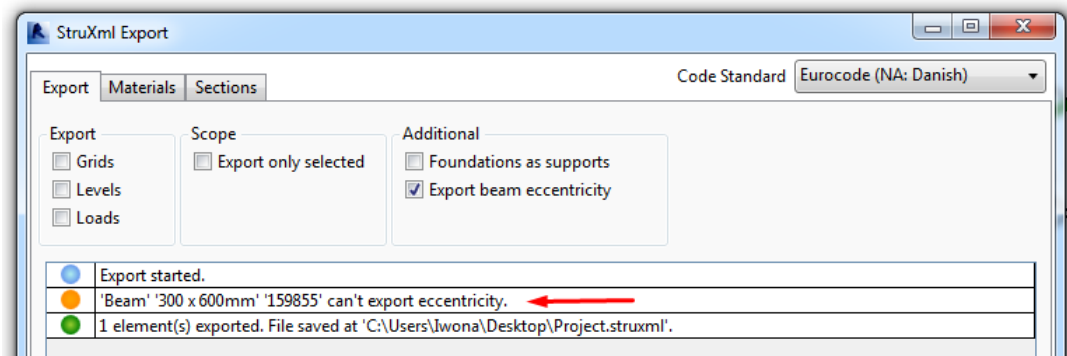 StruXml Export
Code Standard Eurocode (NA: Danish)
Export Materials Sections
Export Scope Additional
Grids Export only selected Foundations as supports
Levels Export beam eccentricity
Loads
Export started.
'Beam' '300 x 600mm' '159855' can't export eccentricity.
1 element(s) exported. File saved at 'C:\Users\Iwona\Desktop\Project.struxml'.